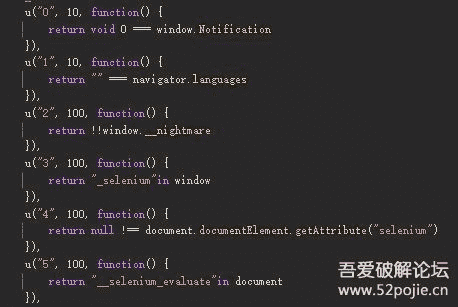 u("0", 10, function() {
return void 0 === window.Notification
}),
u("1", 10, function() {
return "" === navigator.languages
}),
u("2", 100, function() {
return !!window.__nightmare
}),
u("3", 100, function() {
return "_selenium"in window
}),
u("4", 100, function() {
return null !== document.documentElement.getAttribute("selenium")
}),
u("5", 100, function() {
return "__selenium_evaluate"in document
}),
吾爱破解论坛
www.52pojie.cn